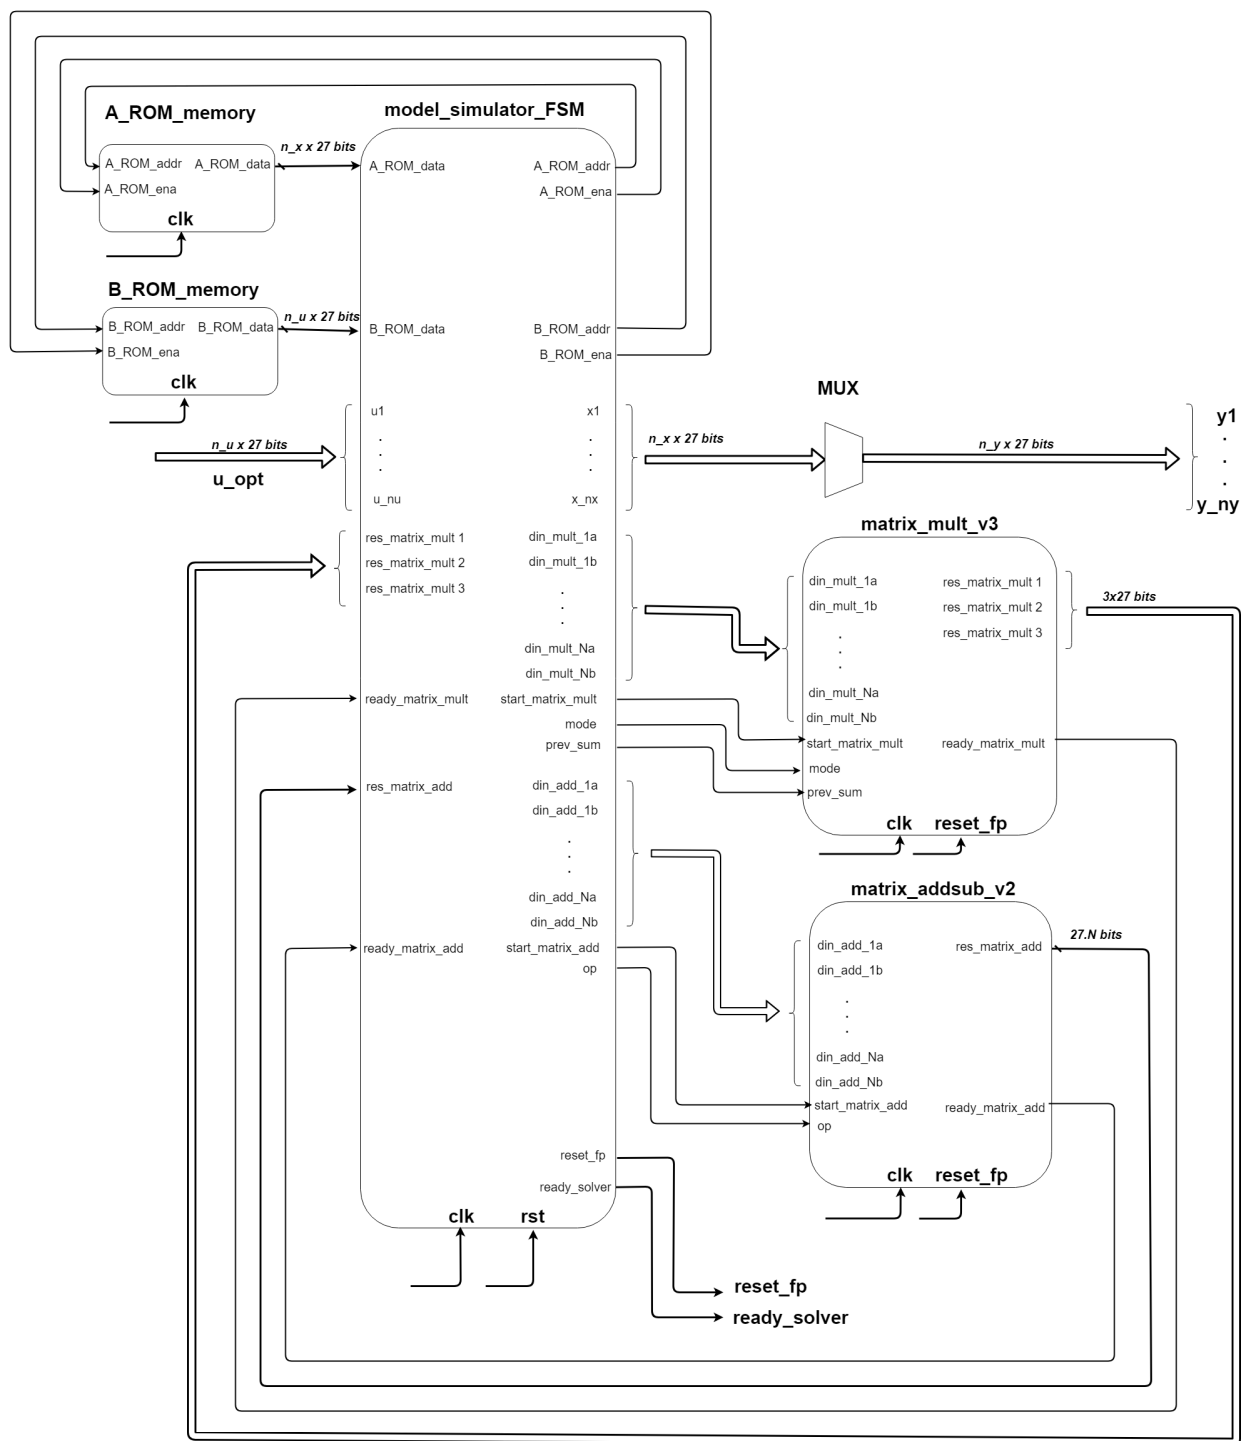 A_ROM_memory
model_simulator_FSM
n_x x 27 bits
A_ROM_addr
A_ROM_data
A_ROM_ena
clk
A_ROM_data
A_ROM_addr
A_ROM_ena
B_ROM_memory
n_u x 27 bits
B_ROM_addr
B_ROM_data
B_ROM_ena
clk
B_ROM_data
B_ROM_addr
B_ROM_ena
n_u x 27 bits
u_opt
u1
.
.
.
u_nu
x1
.
.
.
x_nx
n_x x 27 bits
MUX
n_y x 27 bits
y1
.
.
.
y_ny
res_matrix_mult 1
res_matrix_mult 2
res_matrix_mult 3
din_mult_1a
din_mult_1b
.
.
.
din_mult_Na
din_mult_Nb
ready_matrix_mult
start_matrix_mult
mode
prev_sum
matrix_mult_v3
din_mult_1a
din_mult_1b
.
.
.
din_mult_Na
din_mult_Nb
start_matrix_mult
mode
prev_sum
res_matrix_mult 1
res_matrix_mult 2
res_matrix_mult 3
ready_matrix_mult
3x27 bits
clk
reset_fp
res_matrix_add
din_add_1a
din_add_1b
.
.
.
din_add_Na
din_add_Nb
ready_matrix_add
start_matrix_add
op
matrix_addsub_v2
din_add_1a
din_add_1b
.
.
.
din_add_Na
din_add_Nb
start_matrix_add
op
res_matrix_add
ready_matrix_add
27.N bits
clk
reset_fp
reset_fp
ready_solver
clk
rst
reset_fp
ready_solver